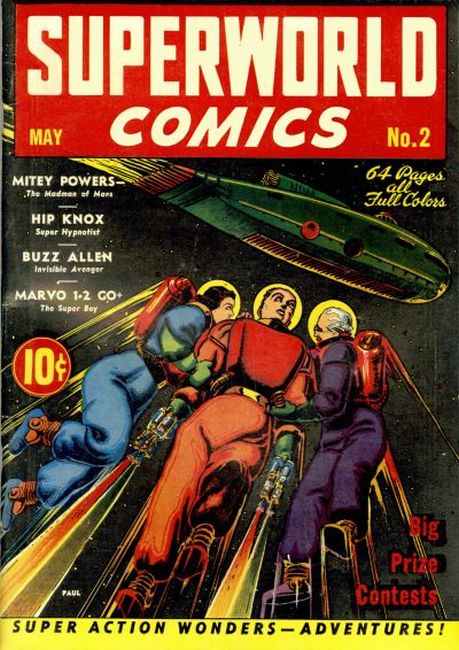 SUPERWORLD
COMICS
MAY
No. 2
64 Pages
all
Full Colors
MITEY POWERS—
The Madman of Mars
HIP KNOX
Super Hypnotist
BUZZ ALLEN
Invisible Avenger
MARVO 1-2 GO+
The Super Boy
10¢
Big
Prize
Contests
PAUL
SUPER ACTION WONDERS—ADVENTURES!